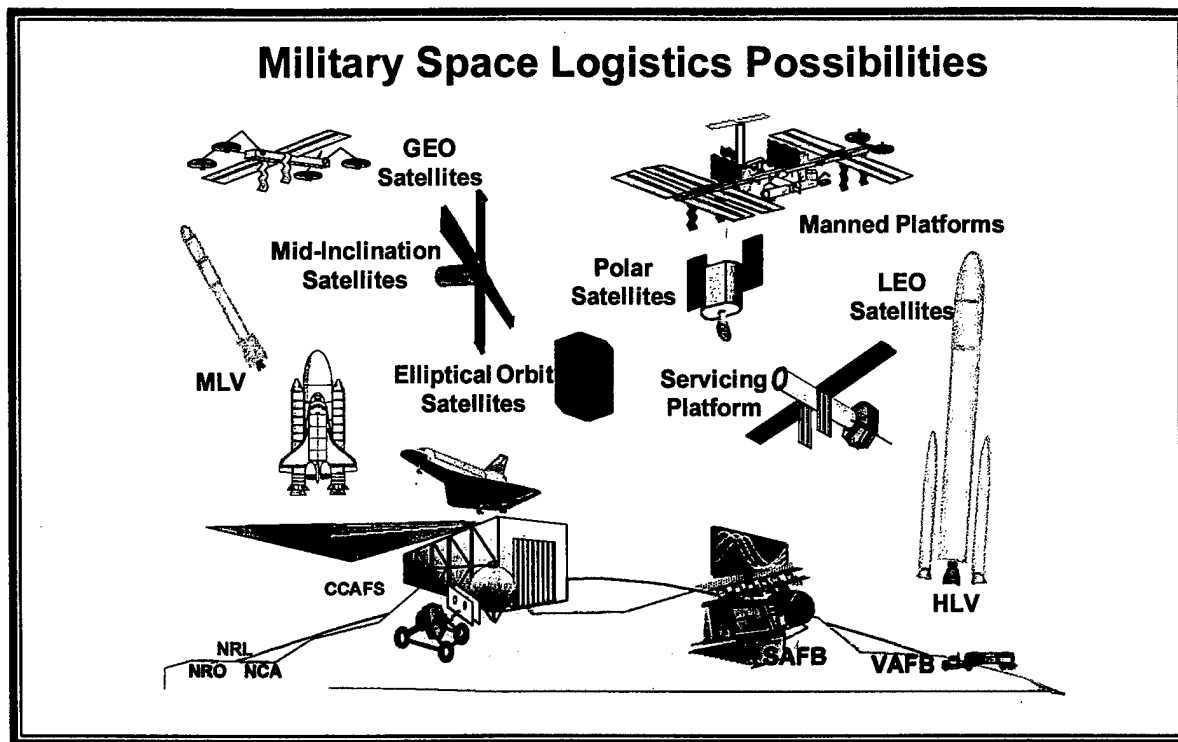 Military Space Logistics Possibilities
GEO
Satellites
Manned Platforms
Mid-Inclination
Satellites
Polar
Satellites
LEO
Satellites
MLV
Elliptical Orbit
Satellites
Servicing
Platform
HLV
CCAFS
NRL
NRO NCA
SAFB
VAFB